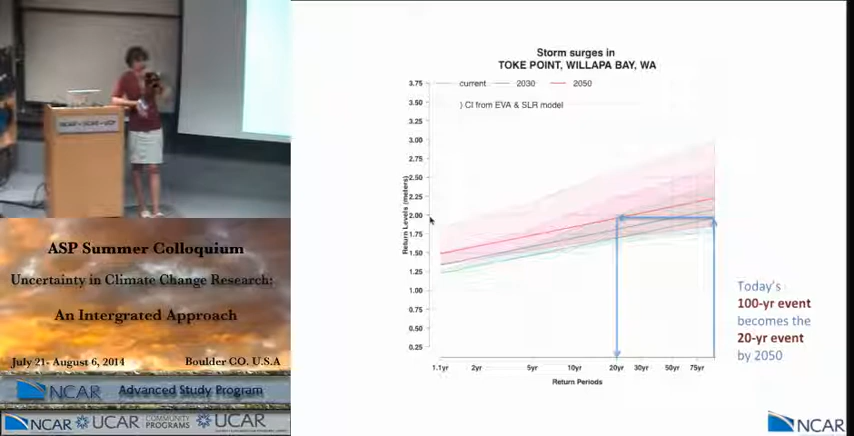 NCAR · UCAR · UCP
ASP Summer Colloquium
Uncertainty in Climate Change Research:
An Intergrated Approach
July 21- August 6, 2014 Boulder CO. U.S.A
NCAR Advanced Study Program
NCAR UCAR COMMUNITY PROGRAMS UCAR
Storm surges in
TOKE POINT, WILLAPA BAY, WA
current 2030 2050
) CI from EVA & SLR model
Return Levels (meters)
3.75
3.50
3.25
3.00
2.75
2.50
2.25
2.00
1.75
1.50
1.25
1.00
0.75
0.50
0.25
1.1yr 2yr 5yr 10yr 20yr 30yr 50yr 75yr
Return Periods
Today's
100-yr event
becomes the
20-yr event
by 2050
NCAR